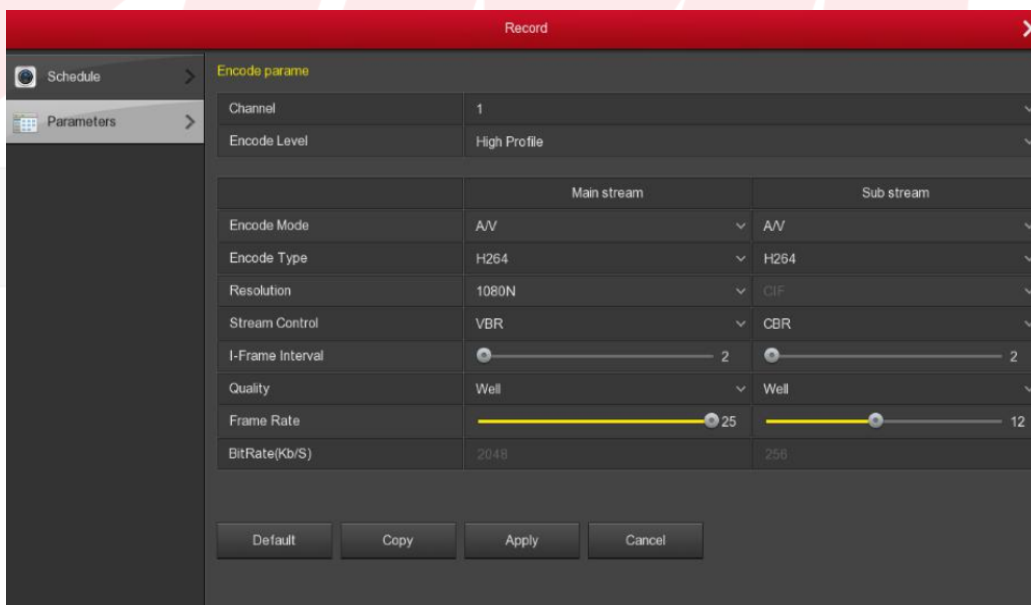 Record
Schedule
Parameters
Encode parame
Channel 1
Encode Level High Profile
Main stream Sub stream
Encode Mode A/V A/V
Encode Type H264 H264
Resolution 1080N CIF
Stream Control VBR CBR
I-Frame Interval 2 2
Quality Well Well
Frame Rate 25 12
BitRate(Kb/S) 2048 256
Default Copy Apply Cancel